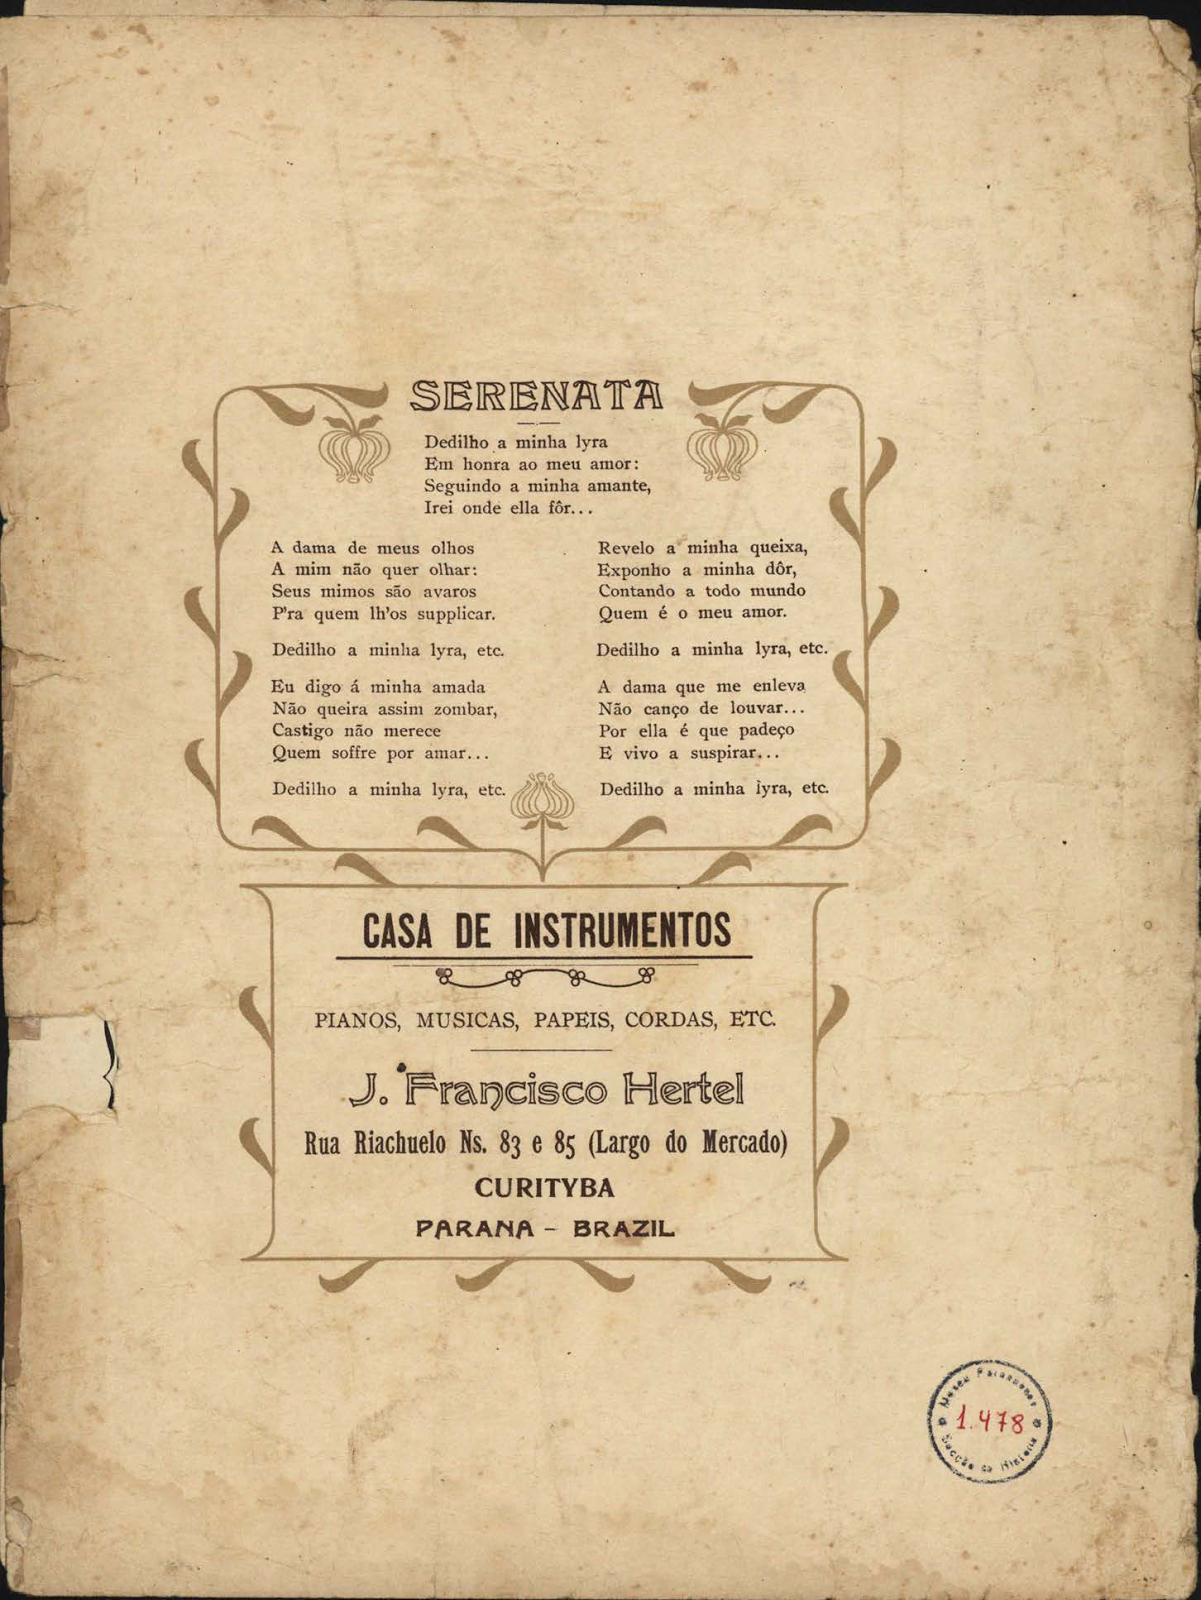 SERENATA
Dedilho a minha lyra
Em honra ao meu amor:
Seguindo a minha amante,
Irei onde ella fôr...
A dama de meus olhos
A mim não quer olhar:
Seus mimos são avaros
P'ra quem lh'os supplicar.
Dedilho a minha lyra, etc.
Eu digo á minha amada
Não queira assim zombar,
Castigo não merece
Quem soffre por amar...
Dedilho a minha lyra, etc.
Revelo a minha queixa,
Exponho a minha dôr,
Contando a todo mundo
Quem é o meu amor.
Dedilho a minha lyra, etc.
A dama que me enleva
Não canço de louvar...
Por ella é que padeço
E vivo a suspirar...
Dedilho a minha lyra, etc.
CASA DE INSTRUMENTOS
PIANOS, MUSICAS, PAPEIS, CORDAS, ETC.
J. Francisco Hertel
Rua Riachuelo Ns. 83 e 85 (Largo do Mercado)
CURITYBA
PARANA - BRAZIL
Museu Paranaense
1.478
Secção de Historia